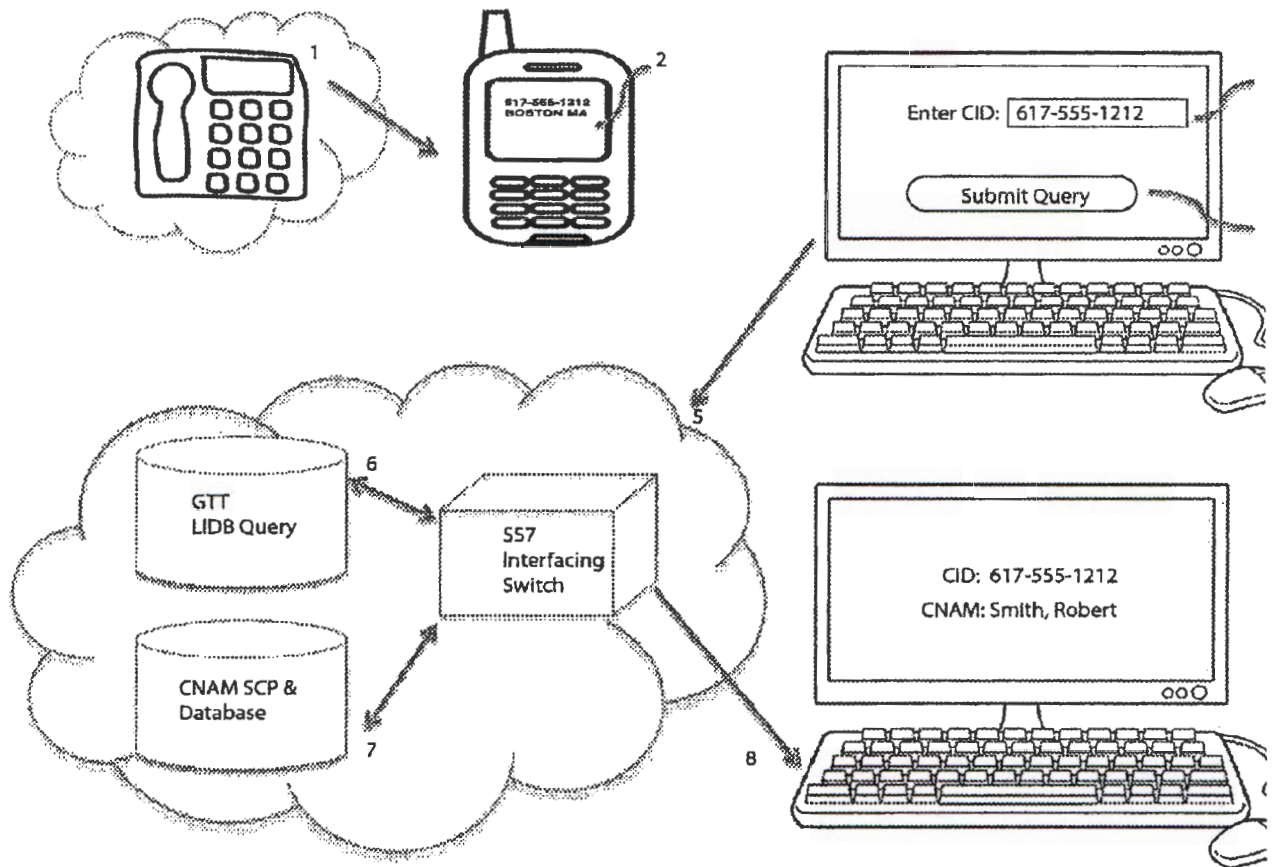 1
2
617-555-1212
BOSTON MA
Enter CID: 617-555-1212
Submit Query
5
6
GTT
LIDB Query
SS7
Interfacing
Switch
CID: 617-555-1212
CNAM: Smith, Robert
CNAM SCP &
Database
7
8